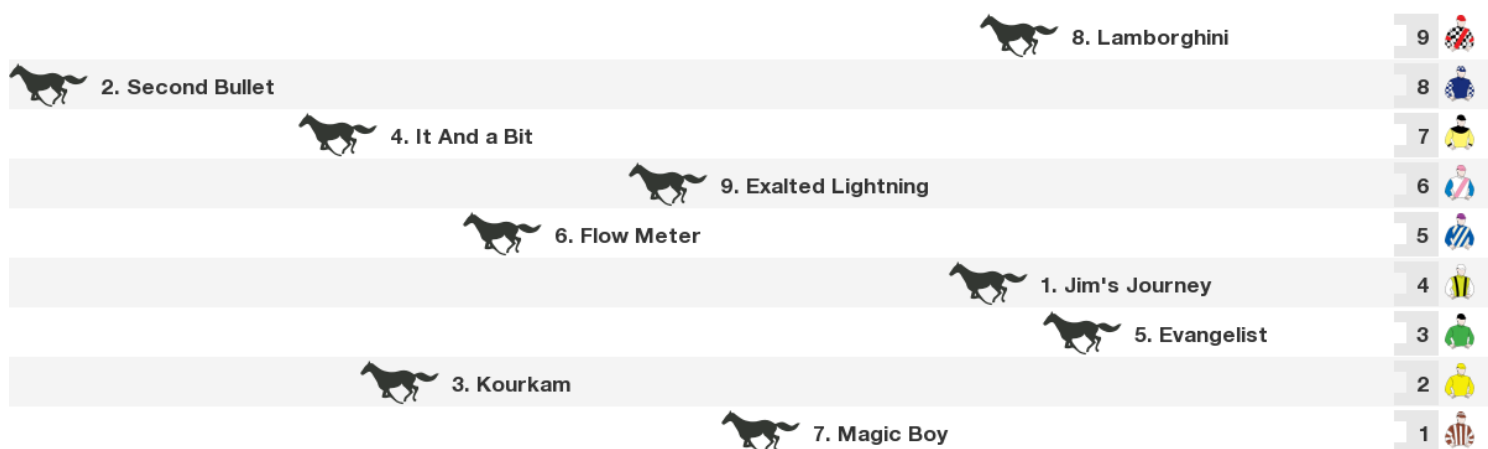 8. Lamborghini 9
2. Second Bullet 8
4. It And a Bit 7
9. Exalted Lightning 6
6. Flow Meter 5
1. Jim's Journey 4
5. Evangelist 3
3. Kourkam 2
7. Magic Boy 1